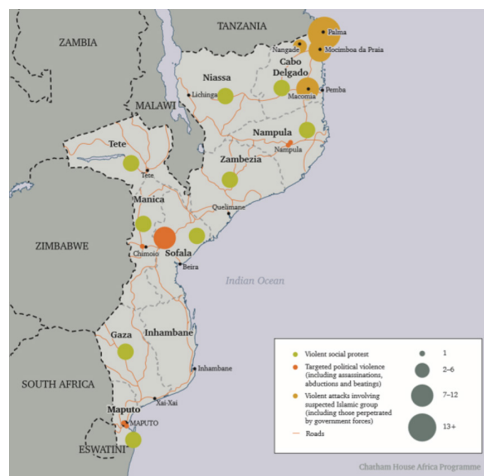 TANZANIA
ZAMBIA
Palma
Nangade
Mocimboa da Praia
Cabo
Delgado
Niassa
Lichinga
Macomia
Pemba
MALAWI
Nampula
Nampula
Tete
Tete
Zambezia
Manica
Quelimane
ZIMBABWE
Chimoio
Sofala
Beira
Indian Ocean
Gaza
Inhambane
Inhambane
SOUTH AFRICA
Xai-Xai
Maputo
MAPUTO
ESWATINI
Violent social protest
Targeted political violence
(including assassinations,
abductions and beatings)
Violent attacks involving
suspected Islamic group
(including those perpetrated
by government forces)
Roads
1
2–6
7–12
13+
Chatham House Africa Programme